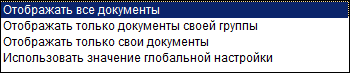 Отображать все документы
Отображать только документы своей группы
Отображать только свои документы
Использовать значение глобальной настройки